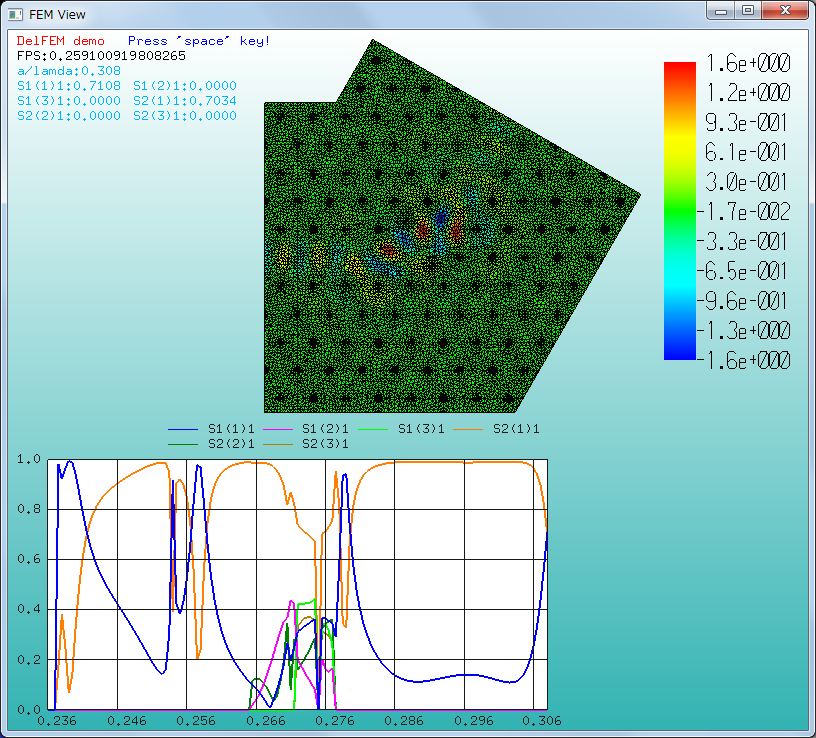 FEM View
DelFEM demo Press "space" key!
FPS:0.259100919808265
a/lamda:0.308
S1(1)1:0.7108 S1(2)1:0.0000
S1(3)1:0.0000 S2(1)1:0.7034
S2(2)1:0.0000 S2(3)1:0.0000
1.6e+000
1.2e+000
9.3e-001
6.1e-001
3.0e-001
-1.7e-002
-3.3e-001
-6.5e-001
-9.6e-001
-1.3e+000
-1.6e+000
S1(1)1 S1(2)1 S1(3)1 S2(1)1
S2(2)1 S2(3)1
1.0
0.8
0.6
0.4
0.2
0.0
0.236 0.246 0.256 0.266 0.276 0.286 0.296 0.306